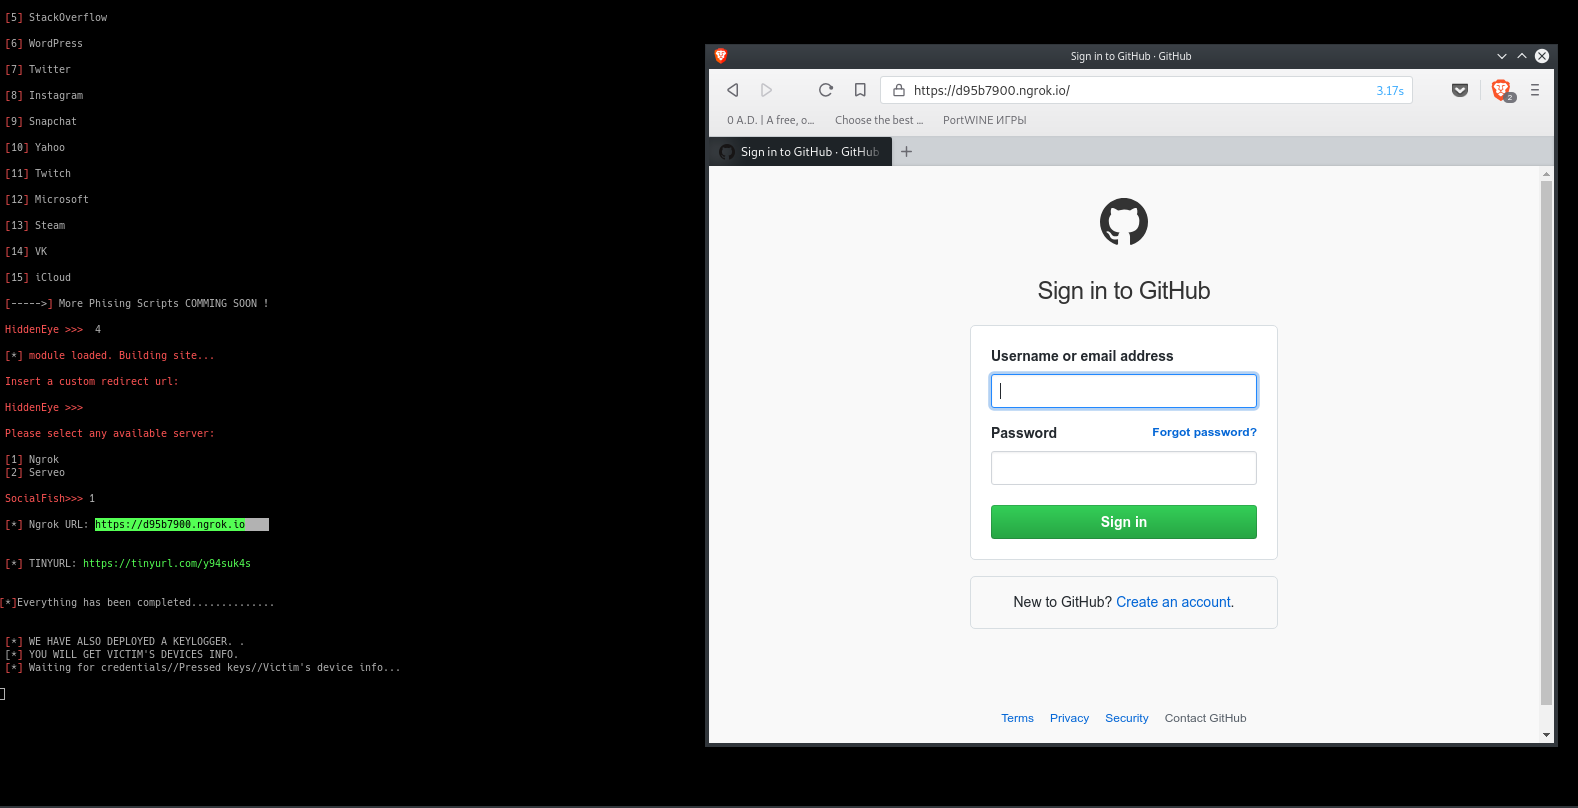 [5] StackOverflow
[6] WordPress
[7] Twitter
[8] Instagram
[9] Snapchat
[10] Yahoo
[11] Twitch
[12] Microsoft
[13] Steam
[14] VK
[15] iCloud
[----->] More Phising Scripts COMMING SOON !
HiddenEye >>>  4
[*] module loaded. Building site...
Insert a custom redirect url:
HiddenEye >>>
Please select any available server:
[1] Ngrok
[2] Serveo
SocialFish>>> 1
[*] Ngrok URL: https://d95b7900.ngrok.io
[*] TINYURL: https://tinyurl.com/y94suk4s
[*]Everything has been completed..............
[*] WE HAVE ALSO DEPLOYED A KEYLOGGER. .
[*] YOU WILL GET VICTIM'S DEVICES INFO.
[*] Waiting for credentials//Pressed keys//Victim's device info...
Sign in to GitHub · GitHub
https://d95b7900.ngrok.io/ 3.17s 2
0 A.D. | A free, o... Choose the best ... PortWINE ИГРЫ
Sign in to GitHub · GitHub
Sign in to GitHub
Username or email address
Password Forgot password?
Sign in
New to GitHub? Create an account.
Terms Privacy Security Contact GitHub